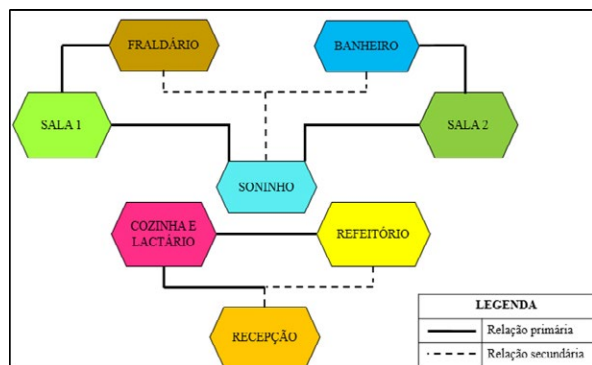 FRALDÁRIO
BANHEIRO
SALA 1
SALA 2
SONINHO
COZINHA E
LACTÁRIO
REFEITÓRIO
RECEPÇÃO
LEGENDA
Relação primária
Relação secundária